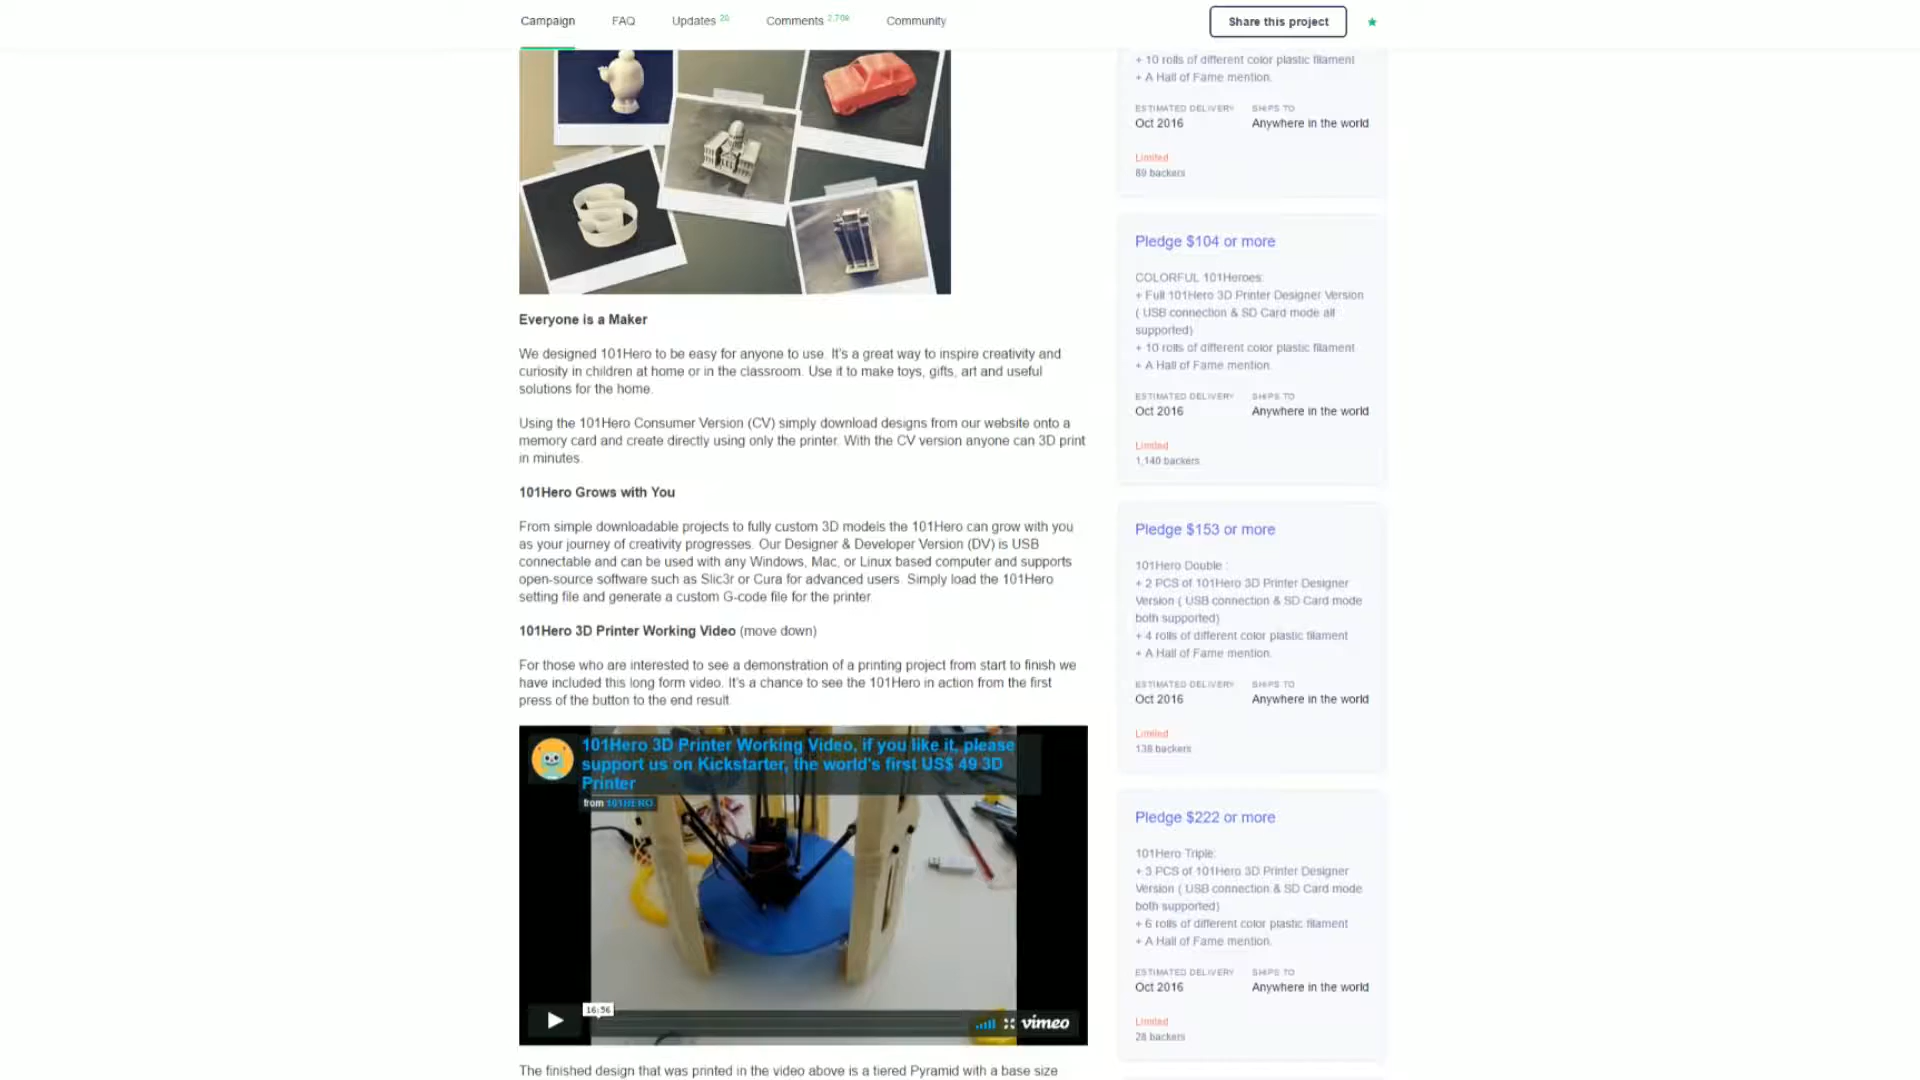 Campaign
FAQ
Updates 20
Comments
Community
Share this project
Everyone is a Maker
We designed 101Hero to be easy for anyone to use. It's a great way to inspire creativity and
curiosity in children at home or in the classroom. Use it to make toys, gifts, art and useful
solutions for the home.
Using the 101Hero Consumer Version (CV) simply download designs from our website onto a
memory card and create directly using only the printer. With the CV version anyone can 3D print
in minutes.
101Hero Grows with You
From simple downloadable projects to fully custom 3D models the 101Hero can grow with you
as your journey of creativity progresses. Our Designer & Developer Version (DV) is USB
connectable and can be used with any Windows, Mac, or Linux based computer and supports
open-source software such as Slic3r or Cura for advanced users. Simply load the 101Hero
setting file and generate a custom G-code file for the printer.
101Hero 3D Printer Working Video (move down)
For those who are interested to see a demonstration of a printing project from start to finish we
have included this long form video. It's a chance to see the 101Hero in action from the first
press of the button to the end result.
101Hero 3D Printer Working Video, if you like it, please
support us on Kickstarter, the world's first US$ 49 3D
Printer
from 101HERO
16:56
vimeo
The finished design that was printed in the video above is a tiered Pyramid with a base size
+ 10 rolls of different color plastic filament
+ A Hall of Fame mention.
ESTIMATED DELIVERY
SHIPS TO
Oct 2016
Anywhere in the world
Limited
89 backers
Pledge $104 or more
COLORFUL 101Heroes:
+ Full 101Hero 3D Printer Designer Version
( USB connection & SD Card mode all
supported)
+ 10 rolls of different color plastic filament
+ A Hall of Fame mention.
ESTIMATED DELIVERY
SHIPS TO
Oct 2016
Anywhere in the world
Limited
1,140 backers
Pledge $153 or more
101Hero Double :
+ 2 PCS of 101Hero 3D Printer Designer
Version ( USB connection & SD Card mode
both supported)
+ 4 rolls of different color plastic filament
+ A Hall of Fame mention.
ESTIMATED DELIVERY
SHIPS TO
Oct 2016
Anywhere in the world
Limited
138 backers
Pledge $222 or more
101Hero Triple:
+ 3 PCS of 101Hero 3D Printer Designer
Version ( USB connection & SD Card mode
both supported)
+ 6 rolls of different color plastic filament
+ A Hall of Fame mention.
ESTIMATED DELIVERY
SHIPS TO
Oct 2016
Anywhere in the world
Limited
28 backers